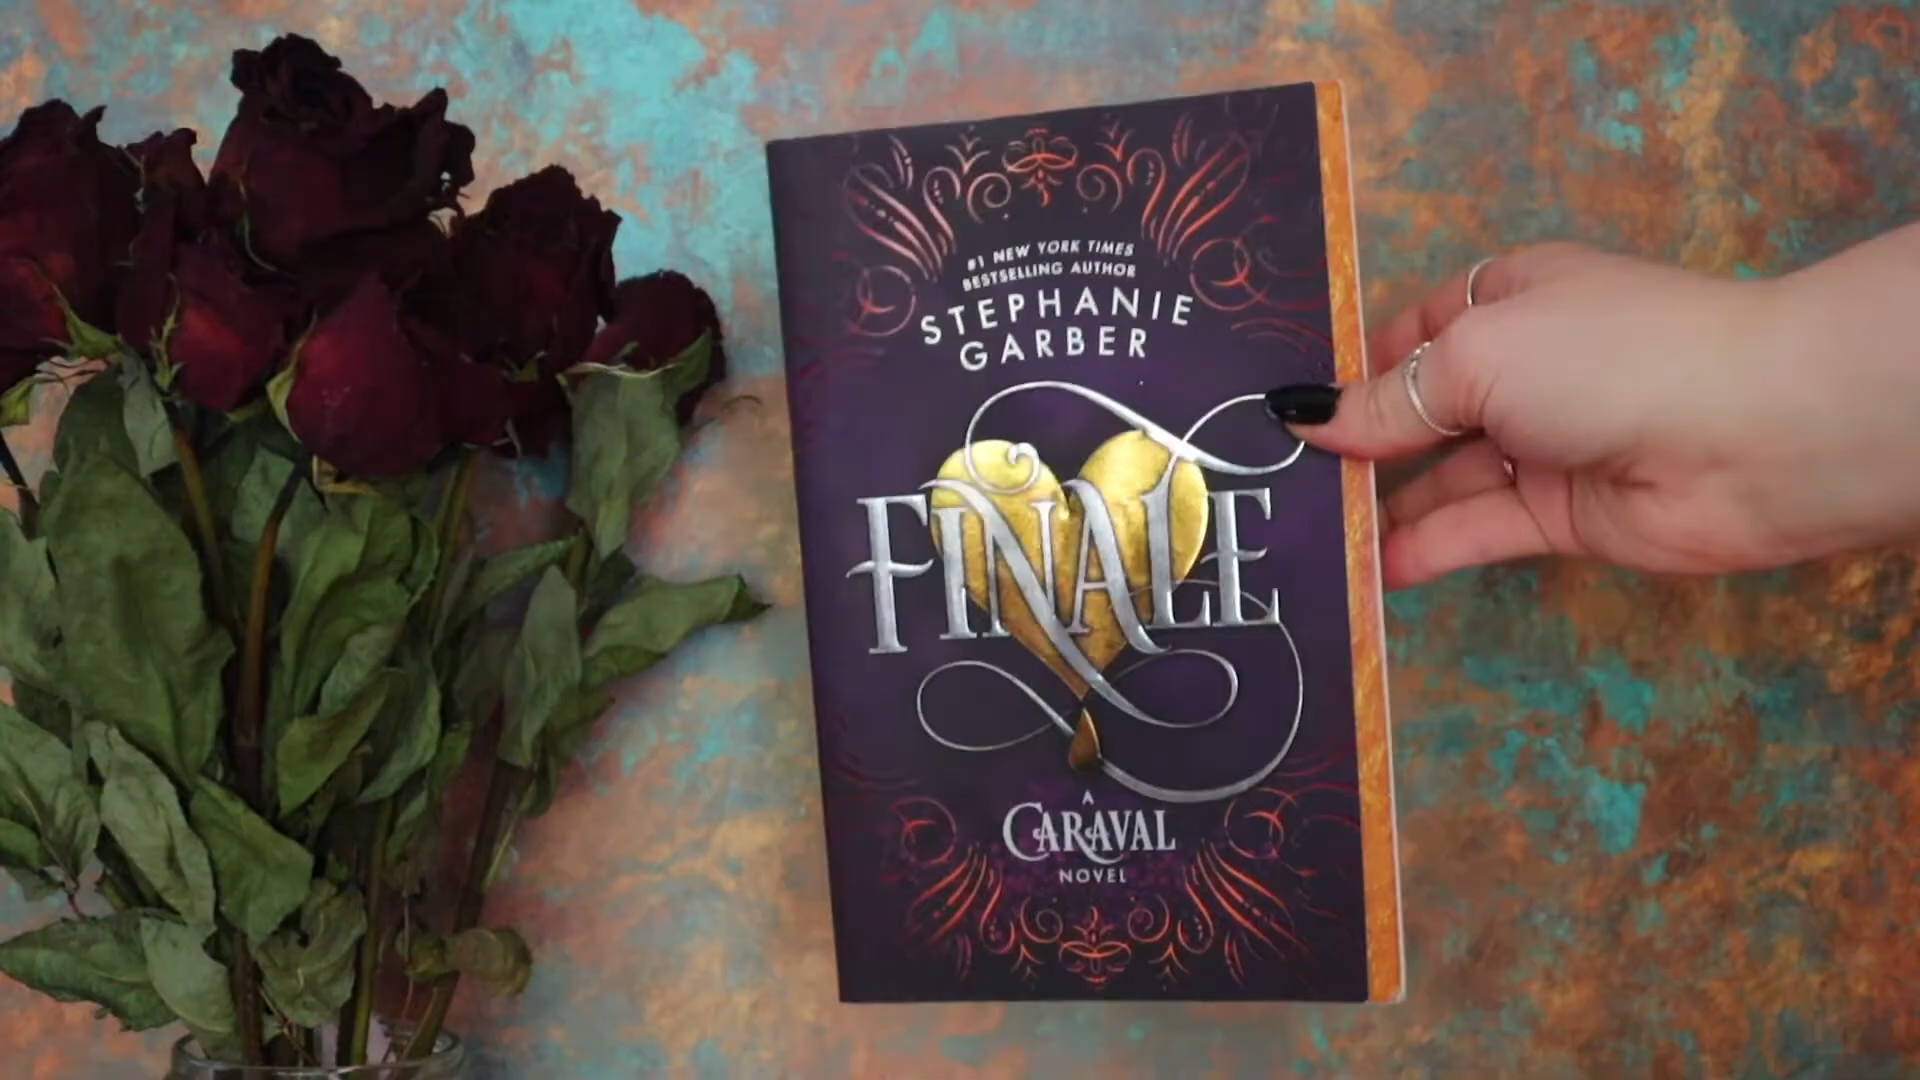 #1 NEW YORK TIMES
BESTSELLING AUTHOR
STEPHANIE
GARBER
FINALE
A
CARAVAL
NOVEL